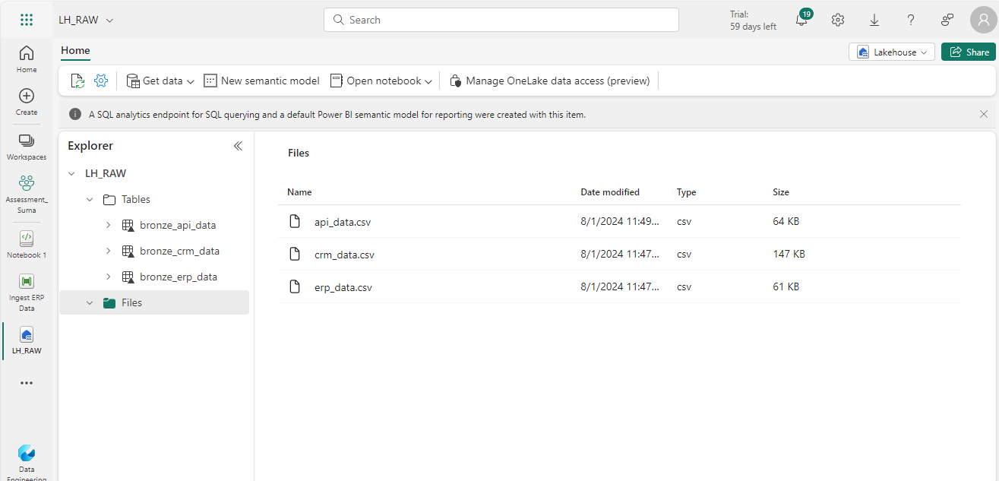 LH_RAW
Search
Trial:
59 days left
19
Home
Lakehouse
Share
Get data
New semantic model
Open notebook
Manage OneLake data access (preview)
A SQL analytics endpoint for SQL querying and a default Power BI semantic model for reporting were created with this item.
Home
Create
Workspaces
Assessment_
Suma
Notebook 1
Ingest ERP
Data
LH_RAW
Data
Engineering
Explorer
LH_RAW
Tables
bronze_api_data
bronze_crm_data
bronze_erp_data
Files
Files
Name Date modified Type Size
api_data.csv 8/1/2024 11:49... csv 64 KB
crm_data.csv 8/1/2024 11:47... csv 147 KB
erp_data.csv 8/1/2024 11:47... csv 61 KB